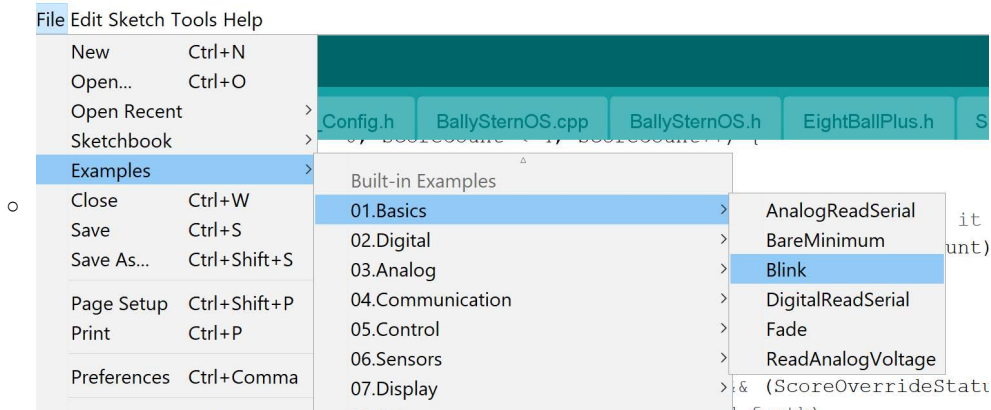 File Edit Sketch Tools Help
New Ctrl+N
Open... Ctrl+O
Open Recent >
Sketchbook >
Examples >
Close Ctrl+W
Save Ctrl+S
Save As... Ctrl+Shift+S
Page Setup Ctrl+Shift+P
Print Ctrl+P
Preferences Ctrl+Comma
_Config.h BallySternOS.cpp BallySternOS.h EightBallPlus.h S
Built-in Examples
01.Basics >
02.Digital >
03.Analog >
04.Communication >
05.Control >
06.Sensors >
07.Display >
AnalogReadSerial
BareMinimum
Blink
DigitalReadSerial
Fade
ReadAnalogVoltage
it
unt)
&& (ScoreOverrideStatu